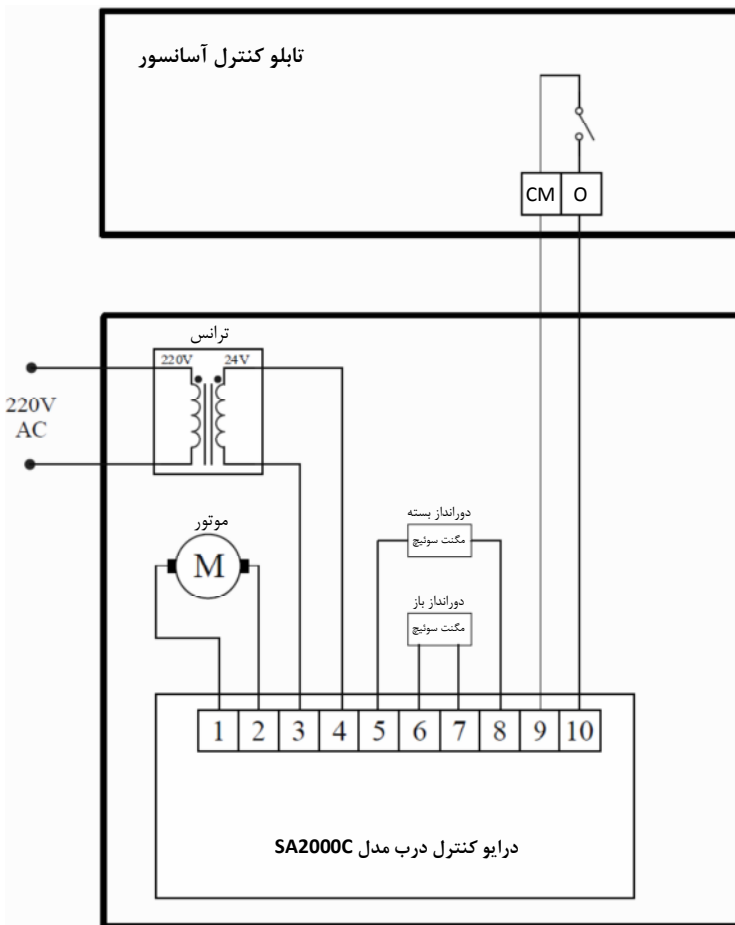 تابلو کنترل آسانسور
CM O
ترانس
220V 24V
220V
AC
موتور
M
دورانداز بسته
مگنت سوئیچ
دورانداز باز
مگنت سوئیچ
1 2 3 4 5 6 7 8 9 10
درایو کنترل درب مدل SA2000C